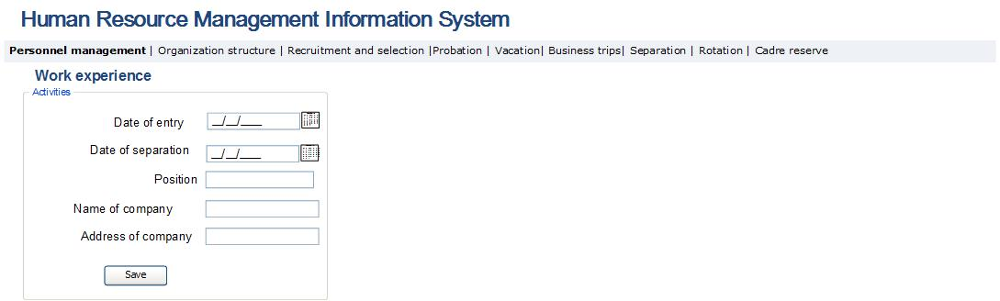 Human Resource Management Information System
Personnel management | Organization structure | Recruitment and selection |Probation | Vacation| Business trips| Separation | Rotation | Cadre reserve
Work experience
Activities
Date of entry __/__/___
Date of separation __/__/___
Position
Name of company
Address of company
Save